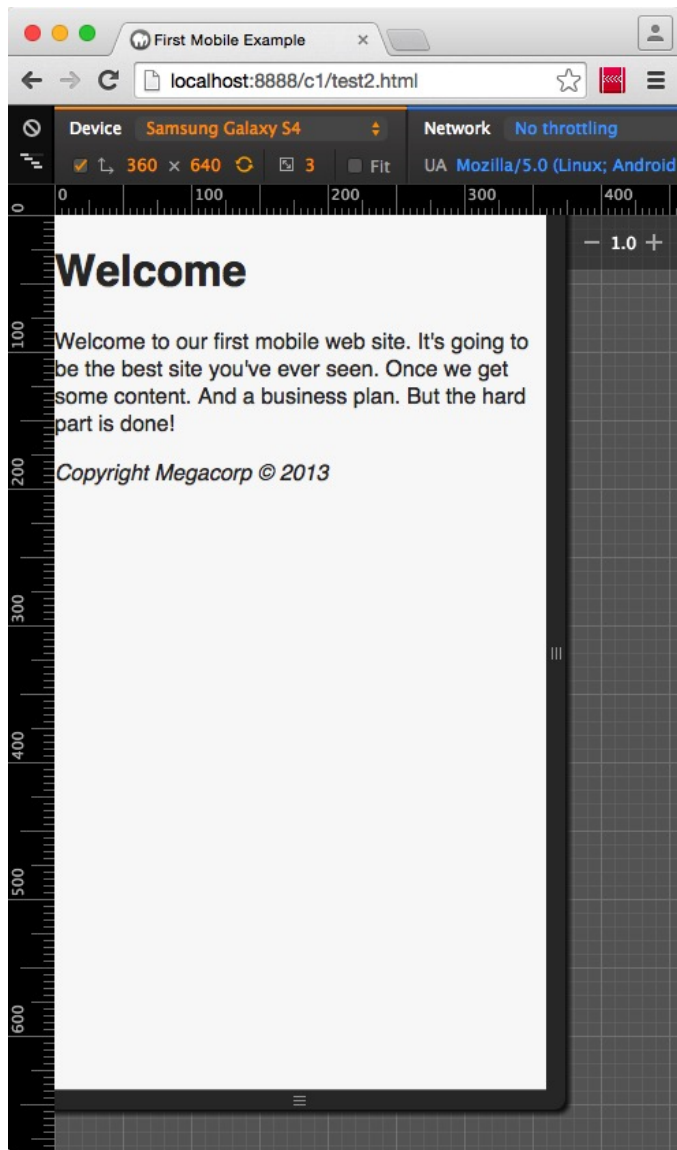 First Mobile Example ×
localhost:8888/c1/test2.html
Device Samsung Galaxy S4 Network No throttling
360 × 640 3 Fit UA Mozilla/5.0 (Linux; Android
0 0 100 200 300 400
1.0
Welcome
Welcome to our first mobile web site. It's going to
be the best site you've ever seen. Once we get
some content. And a business plan. But the hard
part is done!
Copyright Megacorp © 2013
100
200
300
400
500
600